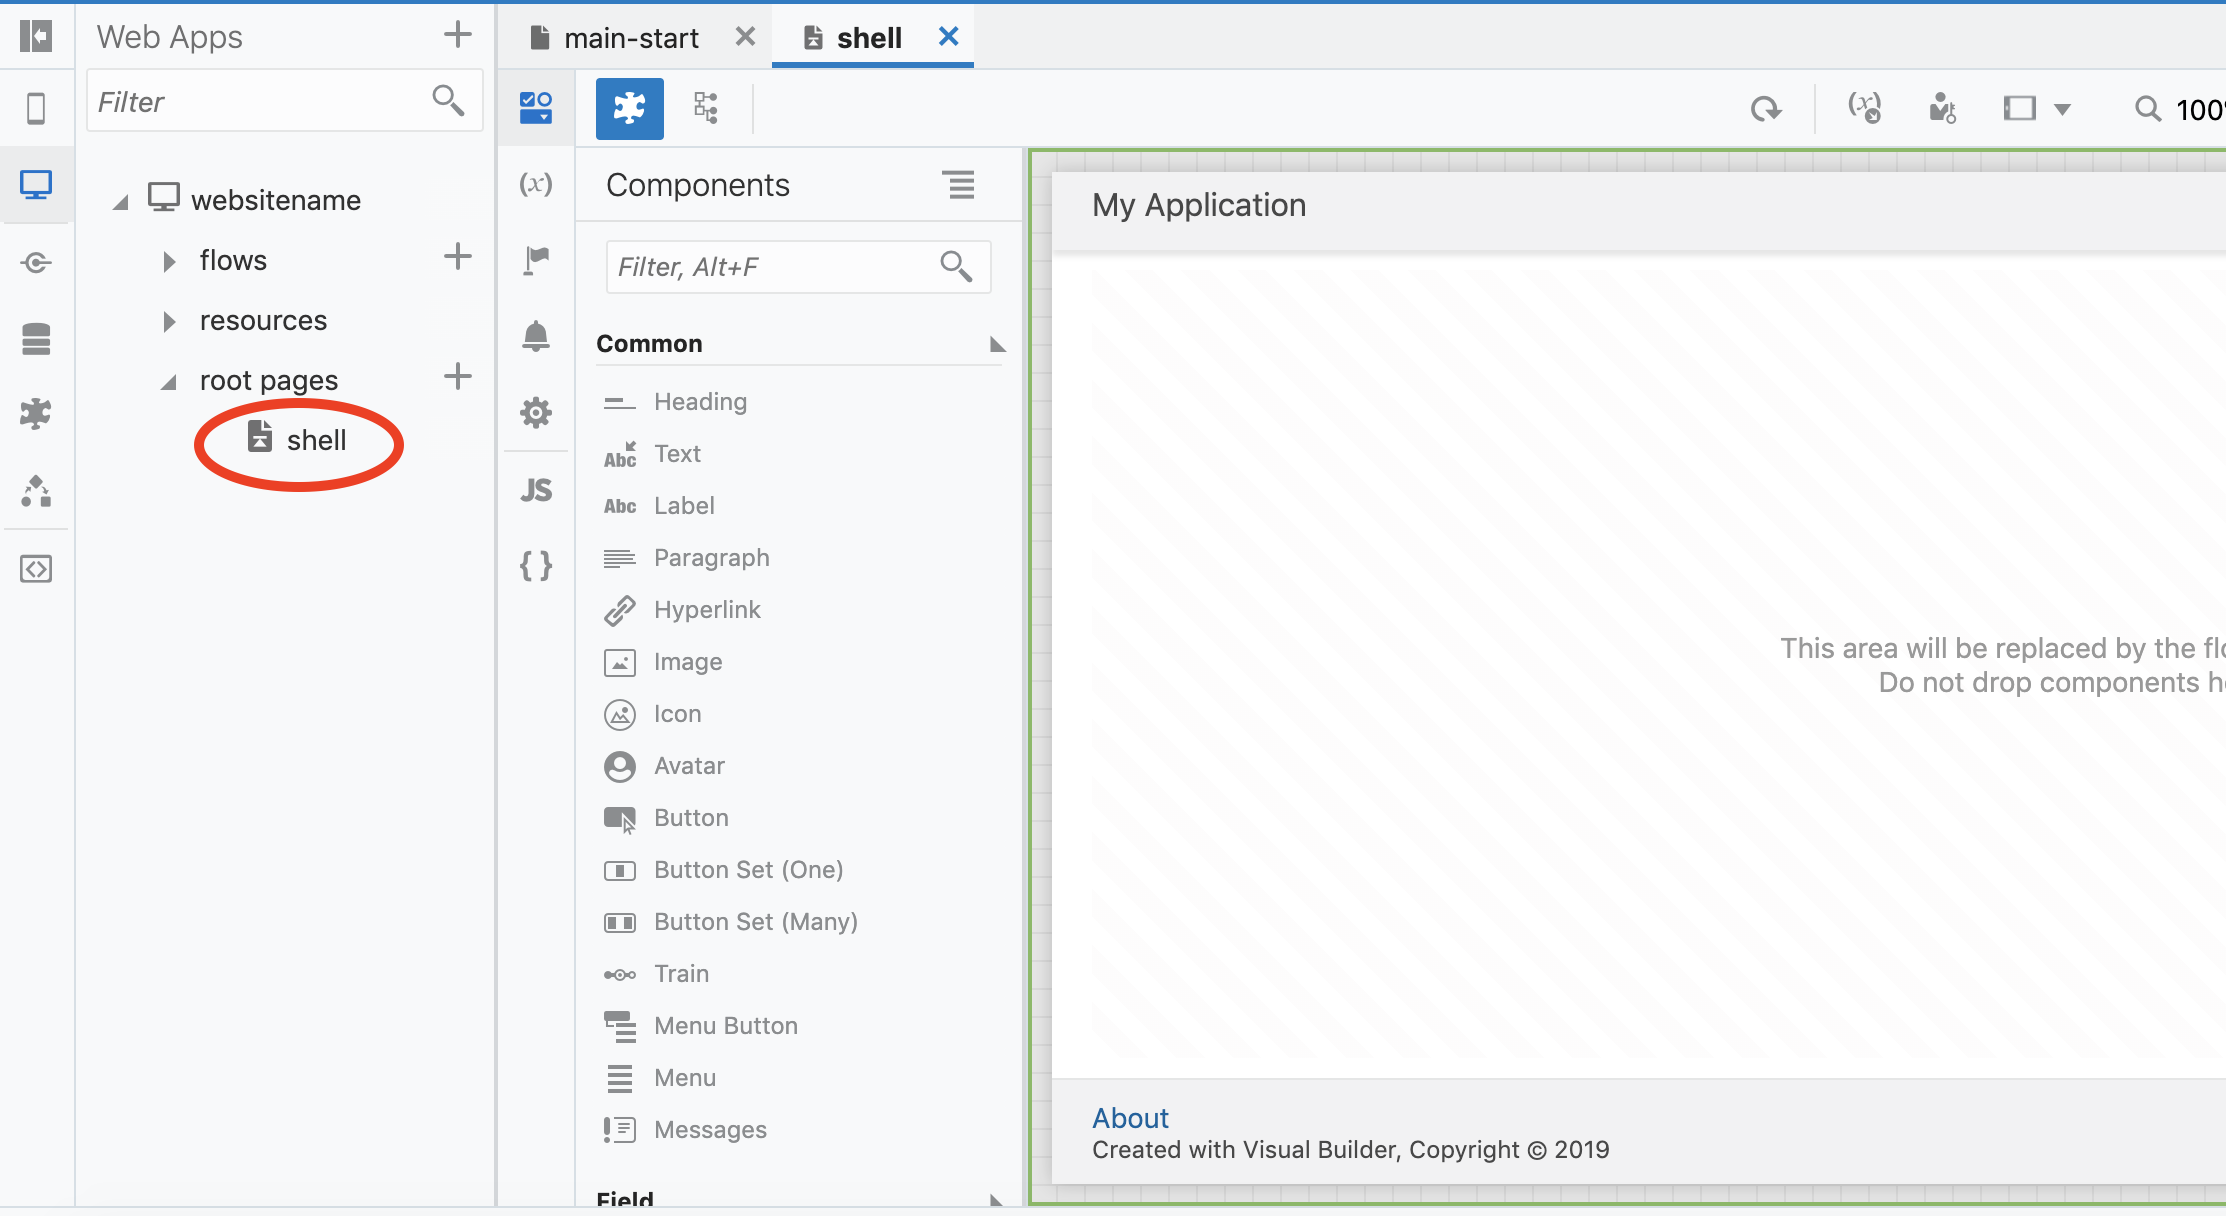 Web Apps
Filter
websitename
flows
resources
root pages
shell
main-start
shell
(x)
JS
{ }
(x)
100
Components
Filter, Alt+F
Common
Heading
Abc Text
Abc Label
Paragraph
Hyperlink
Image
Icon
Avatar
Button
Button Set (One)
Button Set (Many)
Train
Menu Button
Menu
Messages
Field
My Application
This area will be replaced by the
Do not drop components
About
Created with Visual Builder, Copyright © 2019